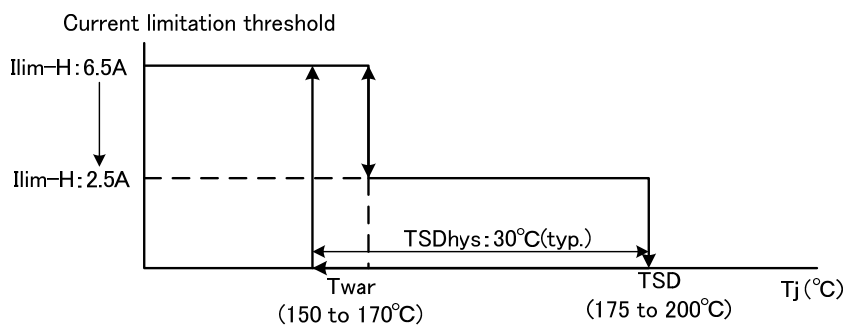 Current limitation threshold
Ilim-H:6.5A
Ilim-H:2.5A
TSDhys:30℃(typ.)
Twar
(150 to 170℃)
TSD
(175 to 200℃)
Tj(℃)